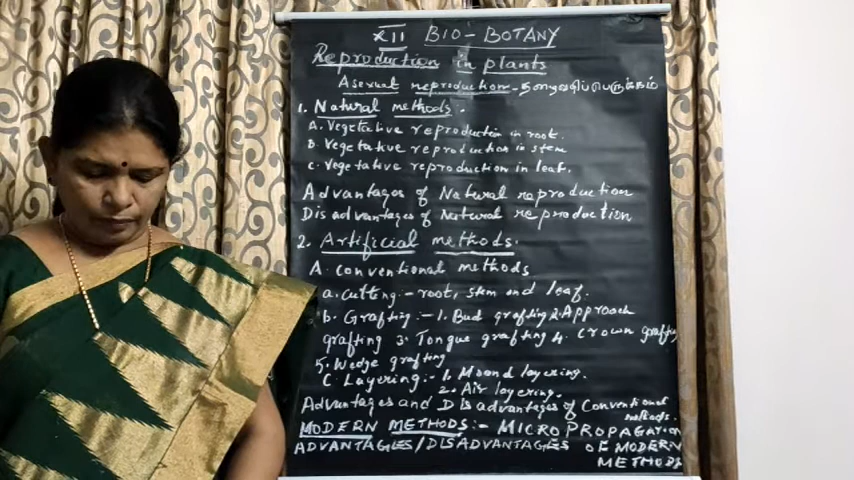 XII BIO-BOTANY
Reproduction in plants
Asexual reproduction -
1. Natural methods:-
A. Vegetative reproduction in root.
B. Vegetative reproduction in stem
C. Vegetative reproduction in leaf.
Advantages of Natural reproduction
Disadvantages of Natural reproduction
2. Artificial methods.
A. conventional methods
a. cutting:- root, stem and leaf.
b. Grafting:- 1. Bud grafting 2. Approach
grafting 3. Tongue grafting 4. Crown grafting
5. Wedge grafting
C. Layering:- 1. Mound layering.
2. Air layering.
Advantages and Disadvantages of Conventional
methods.
MODERN METHODS:- MICROPROPAGATION
ADVANTAGES/DISADVANTAGES OF MODERN
METHODS